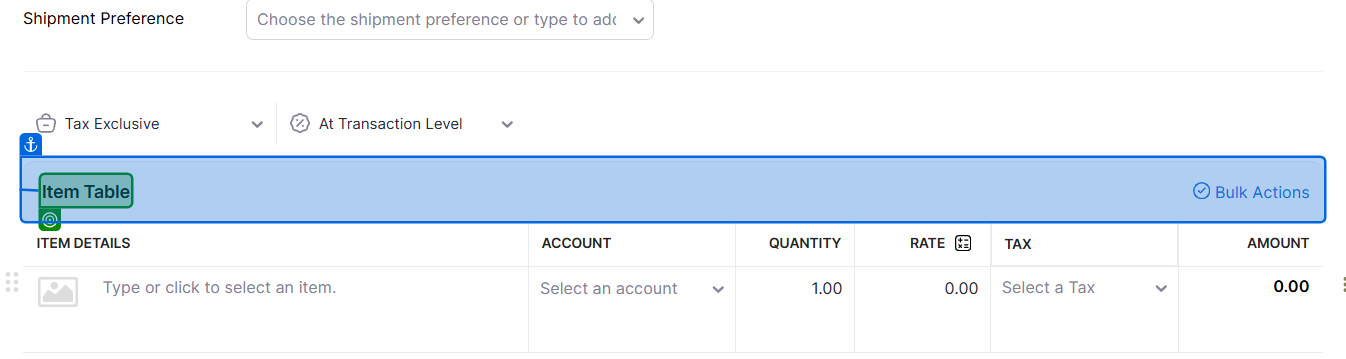 Shipment Preference
Choose the shipment preference or type to add
Tax Exclusive
At Transaction Level
Item Table
Bulk Actions
ITEM DETAILS ACCOUNT QUANTITY RATE TAX AMOUNT
Type or click to select an item. Select an account 1.00 0.00 Select a Tax 0.00